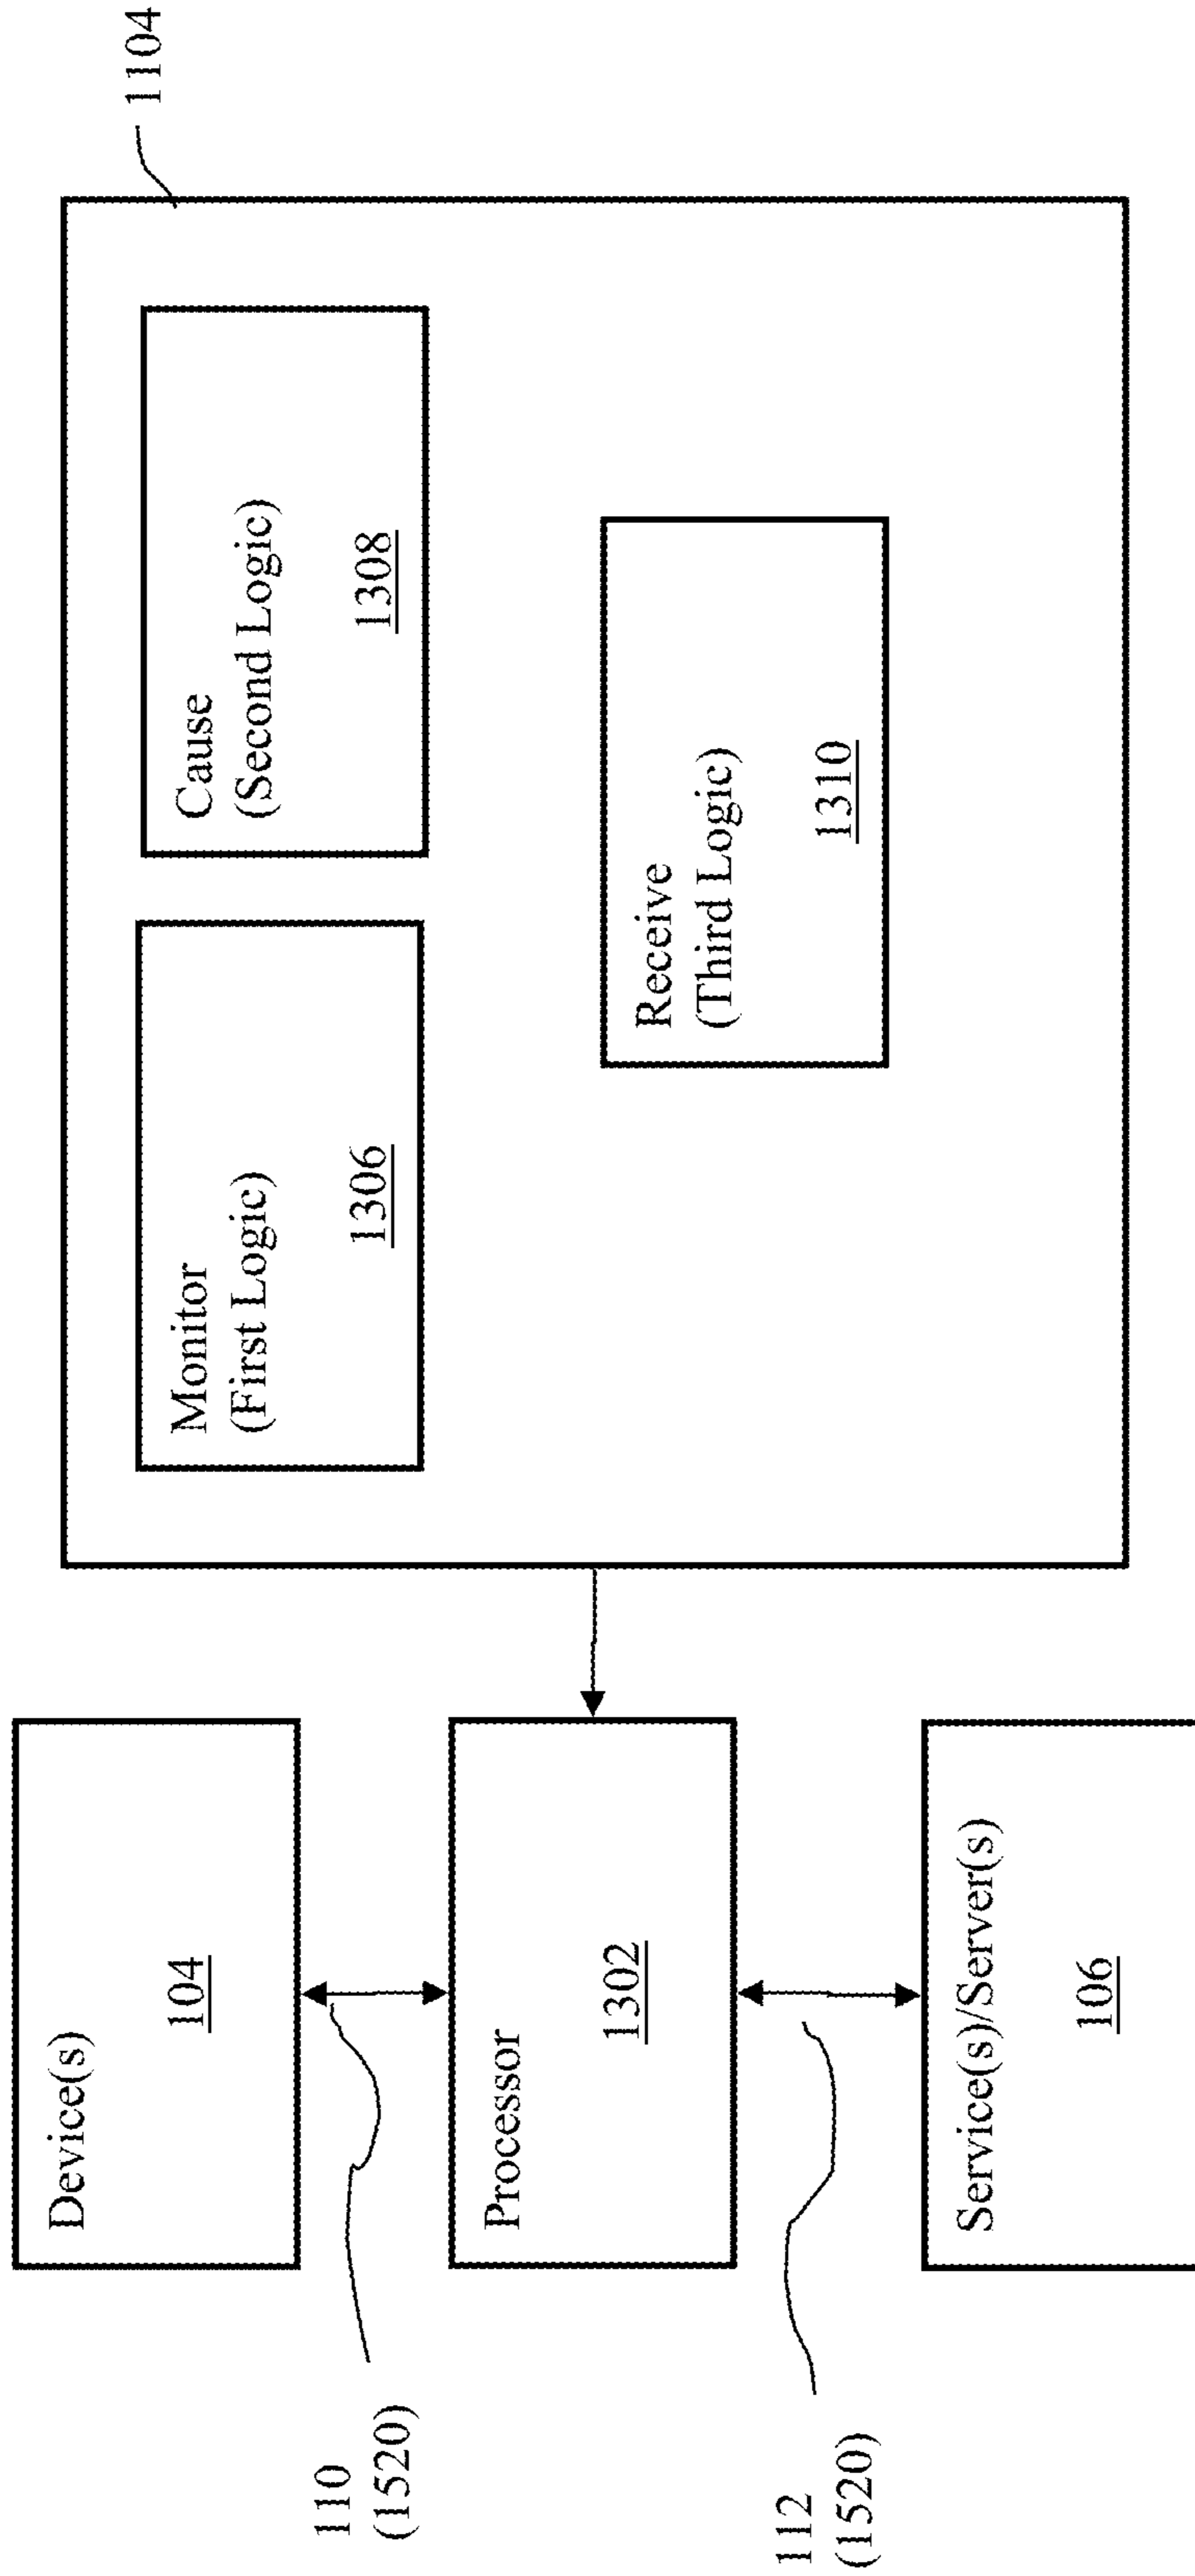 Device(s)
104
110
(1520)
Processor
1302
112
(1520)
Service(s)/Server(s)
106
1104
Monitor
(First Logic)
1306
Cause
(Second Logic)
1308
Receive
(Third Logic)
1310